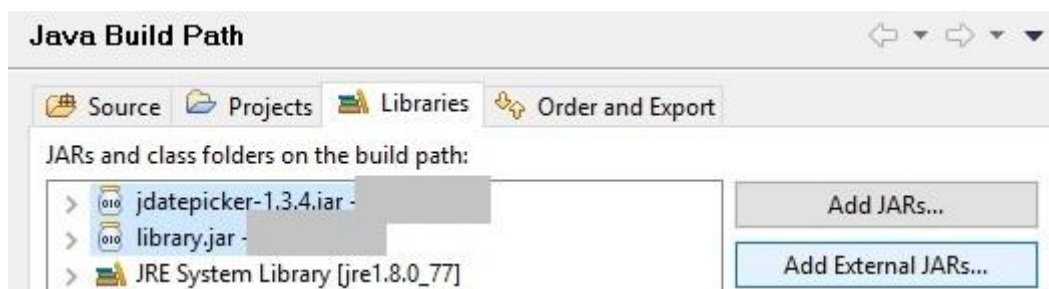 Java Build Path
Source Projects Libraries Order and Export
JARs and class folders on the build path:
jdatepicker-1.3.4.jar -
Add JARs...
library.jar -
Add External JARs...
JRE System Library [jre1.8.0_77]